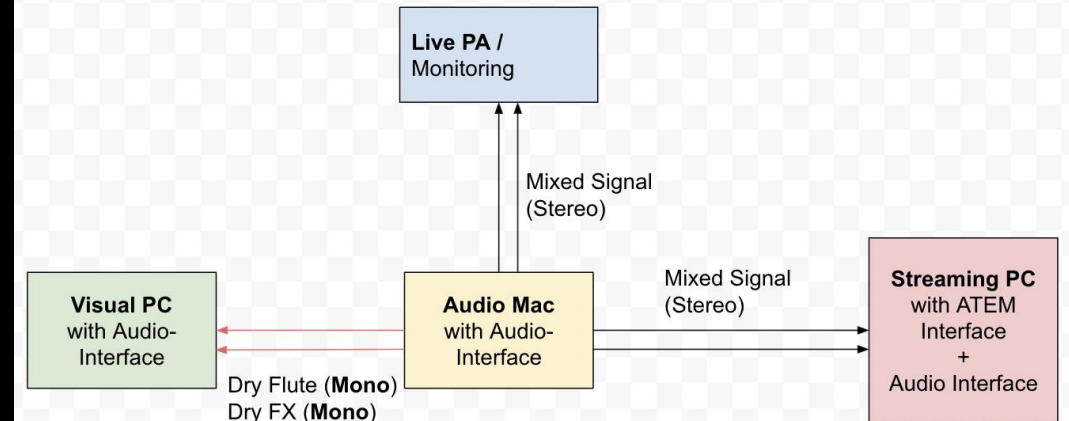 Live PA /
Monitoring
Mixed Signal
(Stereo)
Visual PC
with Audio-
Interface
Dry Flute (Mono)
Dry FX (Mono)
Audio Mac
with Audio-
Interface
Mixed Signal
(Stereo)
Streaming PC
with ATEM
Interface
+
Audio Interface